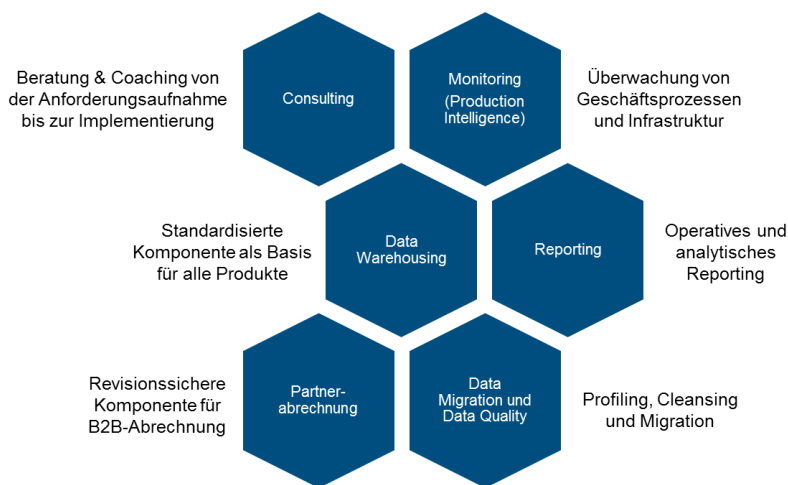 Beratung & Coaching von
der Anforderungsaufnahme
bis zur Implementierung
Consulting
Monitoring
(Production
Intelligence)
Überwachung von
Geschäftsprozessen
und Infrastruktur
Standardisierte
Komponente als Basis
für alle Produkte
Data
Warehousing
Reporting
Operatives und
analytisches
Reporting
Revisionssichere
Komponente für
B2B-Abrechnung
Partner-
abrechnung
Data
Migration und
Data Quality
Profiling, Cleansing
und Migration